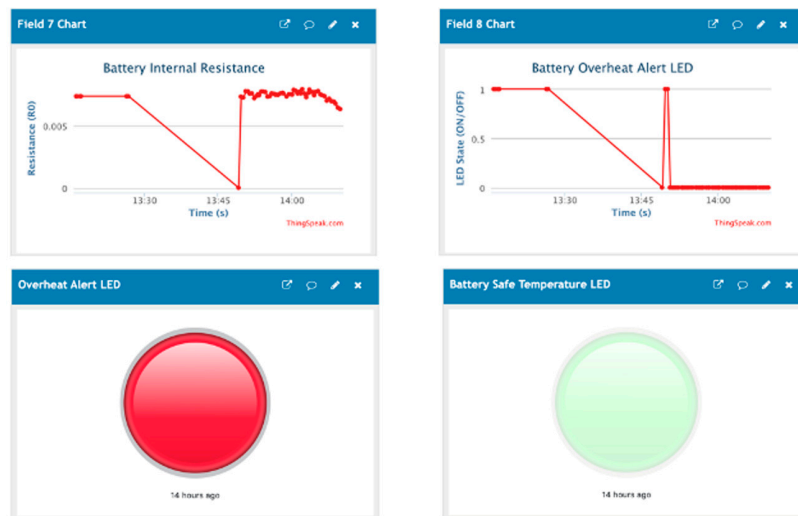 Field 7 Chart
Battery Internal Resistance
Resistance (R0)
0.005
0
13:30 13:45 14:00
Time (s)
ThingSpeak.com
Field 8 Chart
Battery Overheat Alert LED
LED State (ON/OFF)
1
0.5
0
13:30 13:45 14:00
Time (s)
ThingSpeak.com
Overheat Alert LED
14 hours ago
Battery Safe Temperature LED
14 hours ago